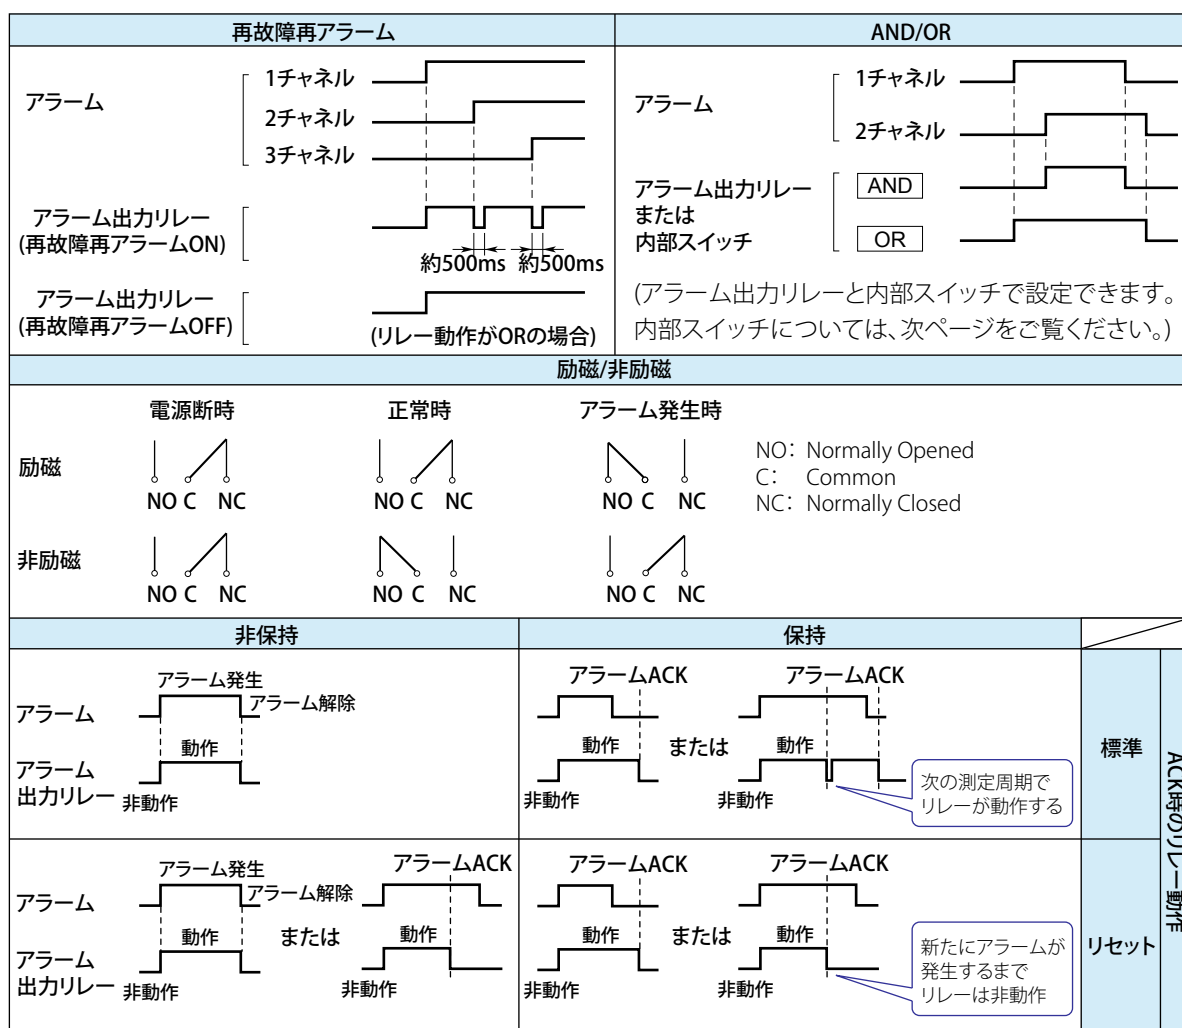 再故障再アラーム
アラーム
1チャネル
2チャネル
3チャネル
アラーム出力リレー
(再故障再アラームON)
約500ms 約500ms
アラーム出力リレー
(再故障再アラームOFF)
(リレー動作がORの場合)
AND/OR
アラーム
1チャネル
2チャネル
アラーム出力リレー
または
内部スイッチ
AND
OR
(アラーム出力リレーと内部スイッチで設定できます。
内部スイッチについては、次ページをご覧ください。)
励磁/非励磁
電源断時 正常時 アラーム発生時
励磁
NO C NC NO C NC NO C NC
NO: Normally Opened
C: Common
NC: Normally Closed
非励磁
NO C NC NO C NC NO C NC
非保持 保持
アラーム発生
アラーム解除
アラーム
動作
アラーム
出力リレー
非動作
アラームACK
動作
非動作
または
アラームACK
動作
非動作
次の測定周期で
リレーが動作する
標準
ACK時のリレー動作
アラーム発生
アラーム解除
アラーム
動作
アラーム
出力リレー
非動作
または
アラームACK
動作
非動作
アラームACK
動作
非動作
または
アラームACK
動作
非動作
新たにアラームが
発生するまで
リレーは非動作
リセット